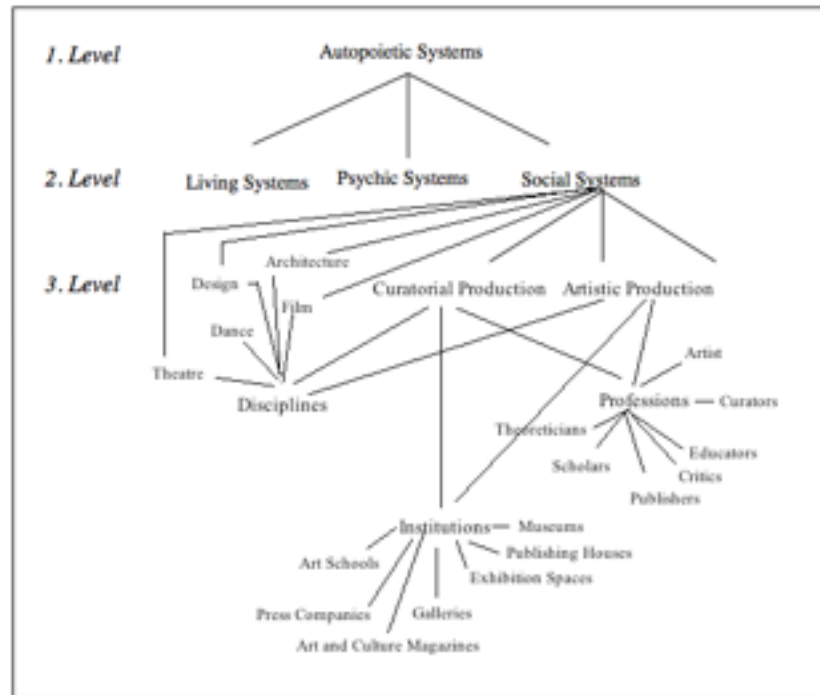 1. Level
Autopoietic Systems
2. Level
Living Systems
Psychic Systems
Social Systems
3. Level
Architecture
Design
Film
Dance
Theatre
Disciplines
Curatorial Production
Artistic Production
Artist
Professions
Curators
Theoreticians
Educators
Scholars
Critics
Publishers
Institutions
Museums
Publishing Houses
Art Schools
Exhibition Spaces
Press Companies
Galleries
Art and Culture Magazines